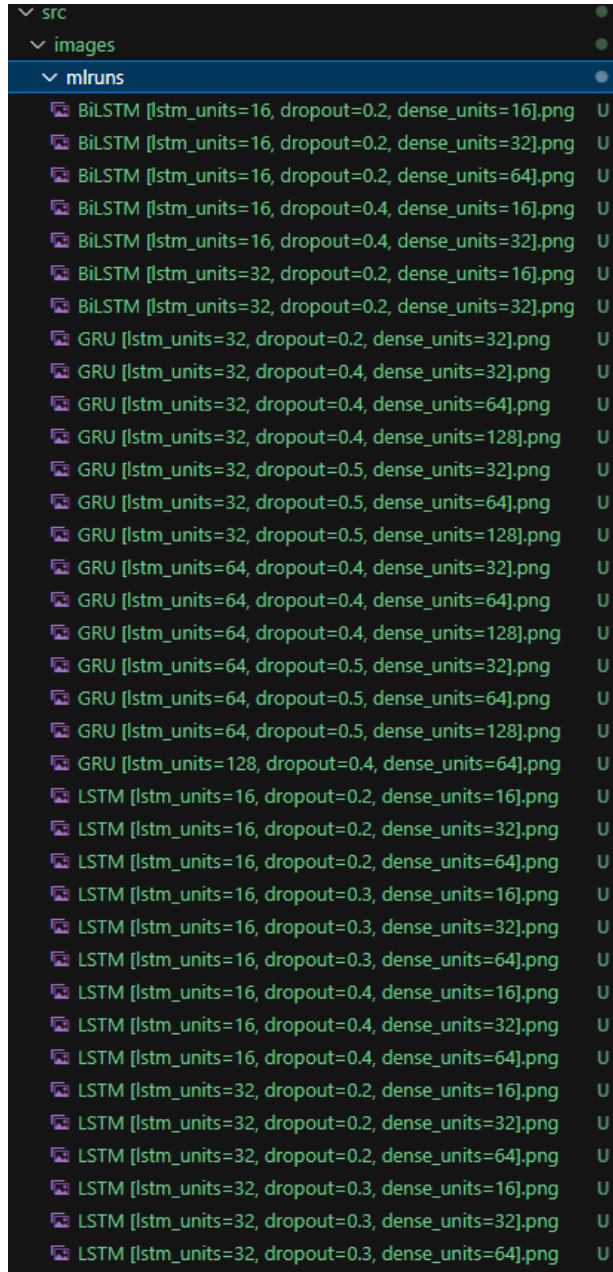 src
images
mlruns
BiLSTM [lstm_units=16, dropout=0.2, dense_units=16].png U
BiLSTM [lstm_units=16, dropout=0.2, dense_units=32].png U
BiLSTM [lstm_units=16, dropout=0.2, dense_units=64].png U
BiLSTM [lstm_units=16, dropout=0.4, dense_units=16].png U
BiLSTM [lstm_units=16, dropout=0.4, dense_units=32].png U
BiLSTM [lstm_units=32, dropout=0.2, dense_units=16].png U
BiLSTM [lstm_units=32, dropout=0.2, dense_units=32].png U
GRU [lstm_units=32, dropout=0.2, dense_units=32].png U
GRU [lstm_units=32, dropout=0.4, dense_units=32].png U
GRU [lstm_units=32, dropout=0.4, dense_units=64].png U
GRU [lstm_units=32, dropout=0.4, dense_units=128].png U
GRU [lstm_units=32, dropout=0.5, dense_units=32].png U
GRU [lstm_units=32, dropout=0.5, dense_units=64].png U
GRU [lstm_units=32, dropout=0.5, dense_units=128].png U
GRU [lstm_units=64, dropout=0.4, dense_units=32].png U
GRU [lstm_units=64, dropout=0.4, dense_units=64].png U
GRU [lstm_units=64, dropout=0.4, dense_units=128].png U
GRU [lstm_units=64, dropout=0.5, dense_units=32].png U
GRU [lstm_units=64, dropout=0.5, dense_units=64].png U
GRU [lstm_units=64, dropout=0.5, dense_units=128].png U
GRU [lstm_units=128, dropout=0.4, dense_units=64].png U
LSTM [lstm_units=16, dropout=0.2, dense_units=16].png U
LSTM [lstm_units=16, dropout=0.2, dense_units=32].png U
LSTM [lstm_units=16, dropout=0.2, dense_units=64].png U
LSTM [lstm_units=16, dropout=0.3, dense_units=16].png U
LSTM [lstm_units=16, dropout=0.3, dense_units=32].png U
LSTM [lstm_units=16, dropout=0.3, dense_units=64].png U
LSTM [lstm_units=16, dropout=0.4, dense_units=16].png U
LSTM [lstm_units=16, dropout=0.4, dense_units=32].png U
LSTM [lstm_units=16, dropout=0.4, dense_units=64].png U
LSTM [lstm_units=32, dropout=0.2, dense_units=16].png U
LSTM [lstm_units=32, dropout=0.2, dense_units=32].png U
LSTM [lstm_units=32, dropout=0.2, dense_units=64].png U
LSTM [lstm_units=32, dropout=0.3, dense_units=16].png U
LSTM [lstm_units=32, dropout=0.3, dense_units=32].png U
LSTM [lstm_units=32, dropout=0.3, dense_units=64].png U